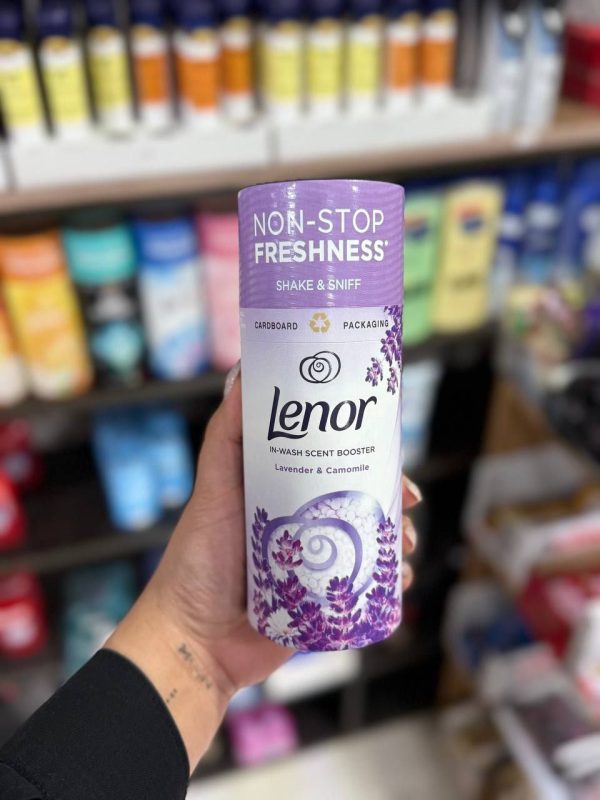 NON-STOP
FRESHNESS*
SHAKE & SNIFF
CARDBOARD PACKAGING
Lenor
IN-WASH SCENT BOOSTER
Lavender & Camomile